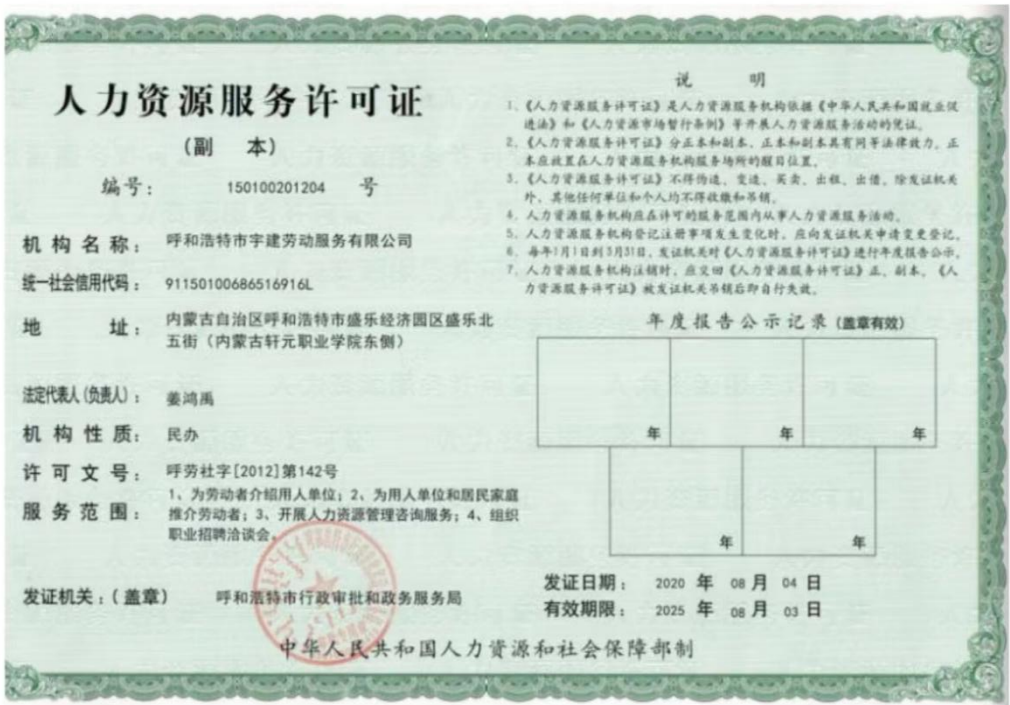 人力资源服务许可证
（副 本）
编号： 150100201204 号
机构名称： 呼和浩特市宇建劳动服务有限公司
统一社会信用代码： 91150100686516916L
地 址： 内蒙古自治区呼和浩特市盛乐经济园区盛乐北
五街（内蒙古轩元职业学院东侧）
法定代表人(负责人)： 姜鸿禹
机构性质： 民办
许可文号： 呼劳社字[2012]第142号
服务范围： 1、为劳动者介绍用人单位；2、为用人单位和居民家庭
推介劳动者；3、开展人力资源管理咨询服务；4、组织
职业招聘洽谈会。
发证机关：（盖章） 呼和浩特市行政审批和政务服务局
说 明
1、《人力资源服务许可证》是人力资源服务机构依据《中华人民共和国就业促
进法》和《人力资源市场暂行条例》等开展人力资源服务活动的凭证。
2、《人力资源服务许可证》分正本和副本，正本和副本具有同等法律效力，正
本应放置在人力资源服务机构服务场所的醒目位置。
3、《人力资源服务许可证》不得伪造、变造、买卖、出租、出借，除发证机关
外，其他任何单位和个人均不得收缴和吊销。
4、人力资源服务机构应在许可的服务范围内从事人力资源服务活动。
5、人力资源服务机构登记注册事项发生变化时，应向发证机关申请变更登记。
6、每年1月1日到3月31日，发证机关对《人力资源服务许可证》进行年度报告公示。
7、人力资源服务机构注销时，应交回《人力资源服务许可证》正、副本，《人
力资源服务许可证》被发证机关吊销后即自行失效。
年度报告公示记录（盖章有效）
年 年 年
年 年
发证日期： 2020 年 08 月 04 日
有效期限： 2025 年 08 月 03 日
中华人民共和国人力资源和社会保障部制